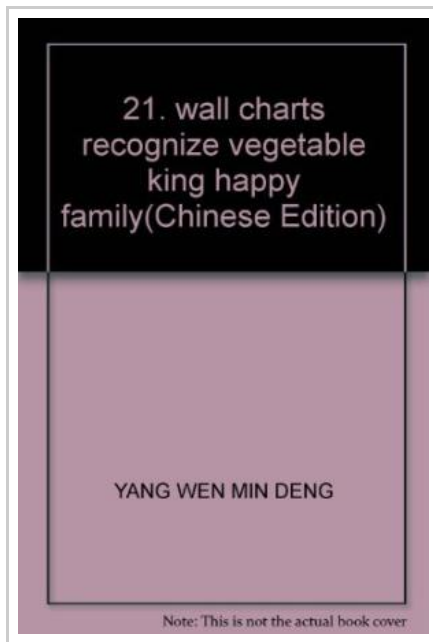 21. wall charts
recognize vegetable
king happy
family(Chinese Edition)
YANG WEN MIN DENG
Note: This is not the actual book cover